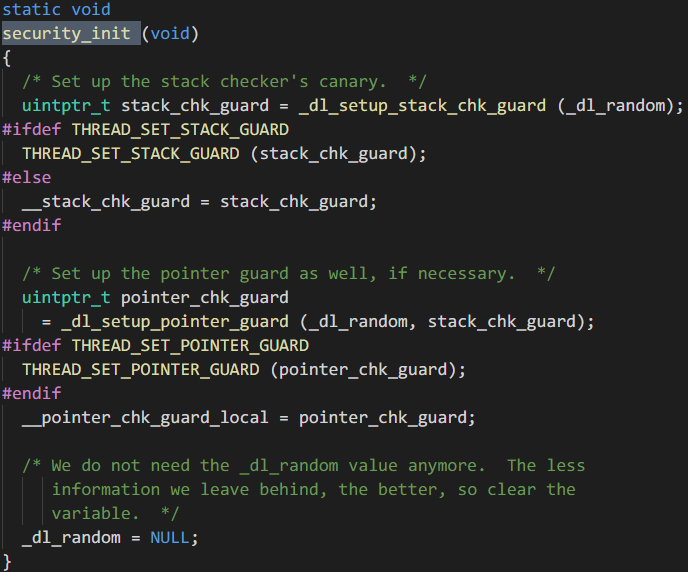 static void
security_init (void)
{
  /* Set up the stack checker's canary.  */
  uintptr_t stack_chk_guard = _dl_setup_stack_chk_guard (_dl_random);
#ifdef THREAD_SET_STACK_GUARD
  THREAD_SET_STACK_GUARD (stack_chk_guard);
#else
  __stack_chk_guard = stack_chk_guard;
#endif

  /* Set up the pointer guard as well, if necessary.  */
  uintptr_t pointer_chk_guard
    = _dl_setup_pointer_guard (_dl_random, stack_chk_guard);
#ifdef THREAD_SET_POINTER_GUARD
  THREAD_SET_POINTER_GUARD (pointer_chk_guard);
#endif
  __pointer_chk_guard_local = pointer_chk_guard;

  /* We do not need the _dl_random value anymore.  The less
     information we leave behind, the better, so clear the
     variable.  */
  _dl_random = NULL;
}